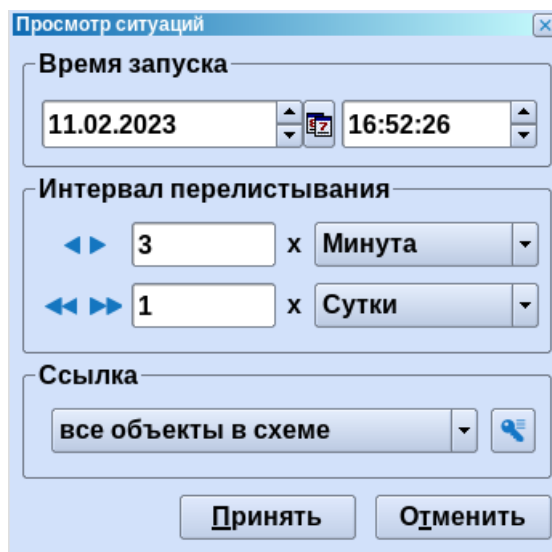 Просмотр ситуаций
Время запуска
11.02.2023 16:52:26
Интервал перелистывания
3 x Минута
1 x Сутки
Ссылка
все объекты в схеме
Принять Отменить